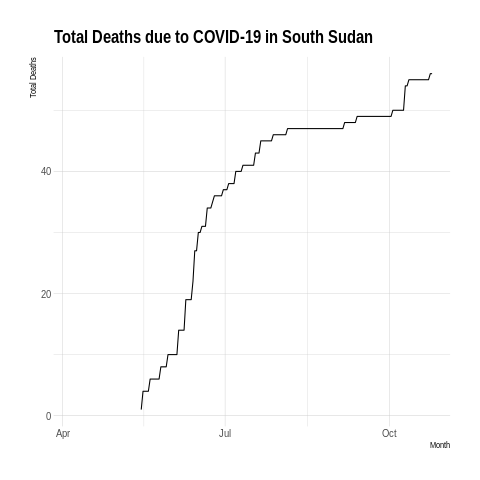 Total Deaths due to COVID-19 in South Sudan
Total Deaths
40
20
0
Apr Jul Oct
Month